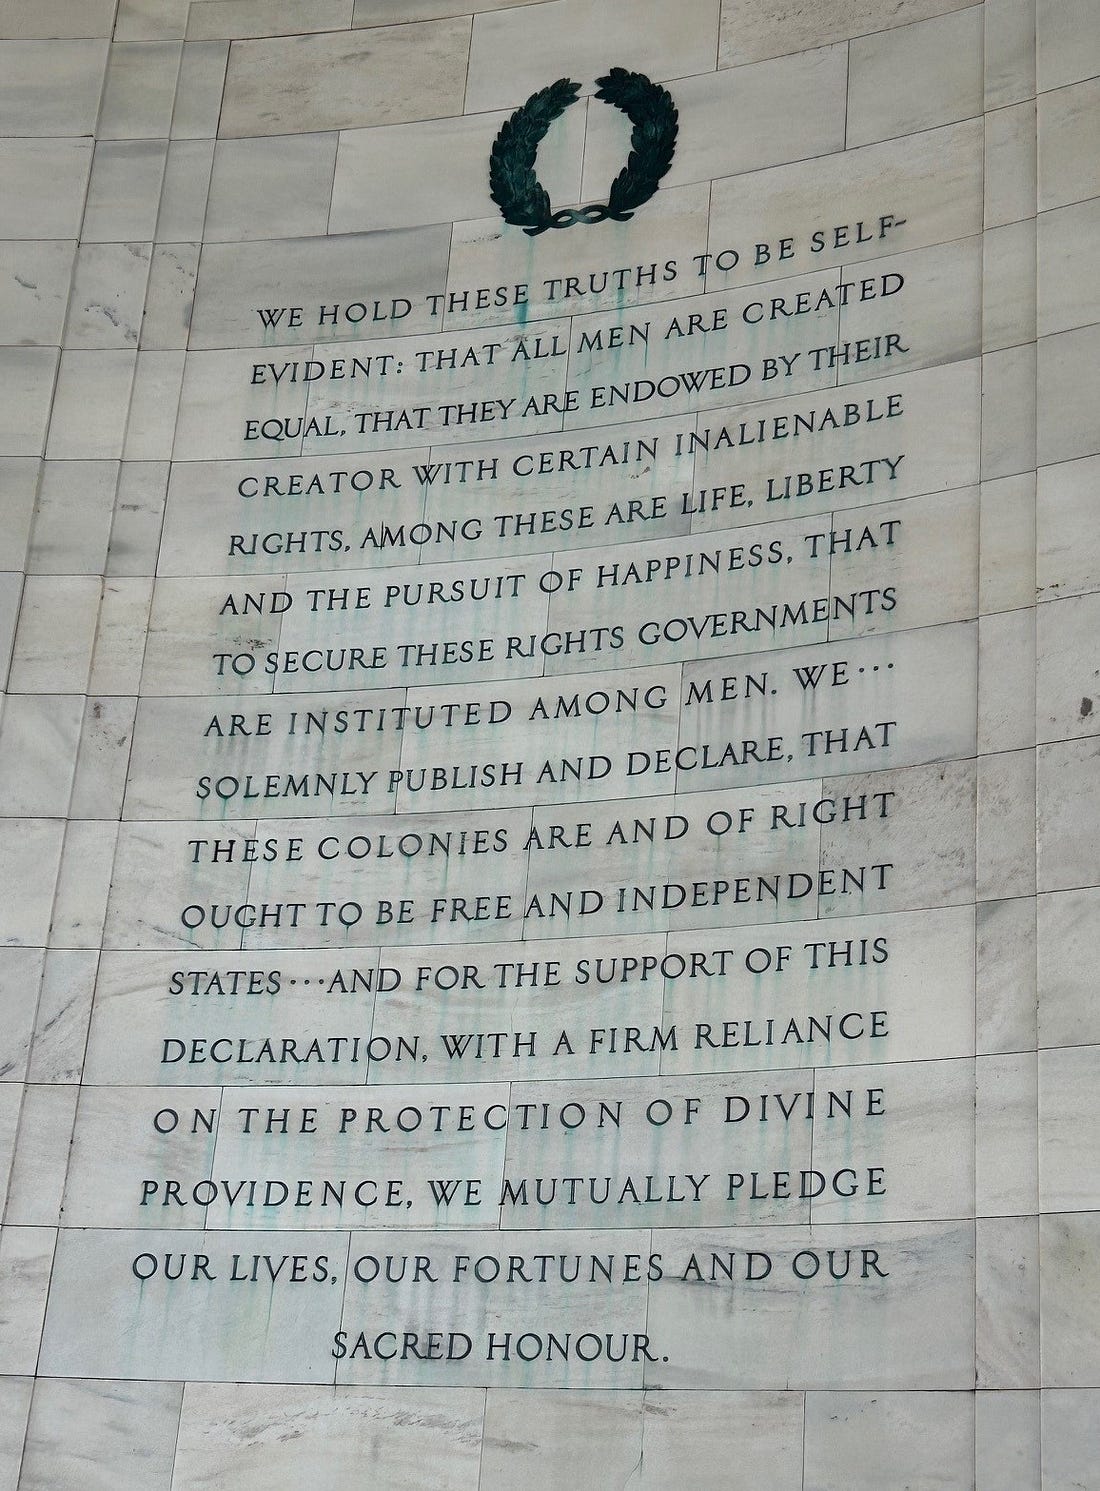 WE HOLD THESE TRUTHS TO BE SELF-
EVIDENT: THAT ALL MEN ARE CREATED
EQUAL, THAT THEY ARE ENDOWED BY THEIR
CREATOR WITH CERTAIN INALIENABLE
RIGHTS, AMONG THESE ARE LIFE, LIBERTY
AND THE PURSUIT OF HAPPINESS, THAT
TO SECURE THESE RIGHTS GOVERNMENTS
ARE INSTITUTED AMONG MEN. WE···
SOLEMNLY PUBLISH AND DECLARE, THAT
THESE COLONIES ARE AND OF RIGHT
OUGHT TO BE FREE AND INDEPENDENT
STATES···AND FOR THE SUPPORT OF THIS
DECLARATION, WITH A FIRM RELIANCE
ON THE PROTECTION OF DIVINE
PROVIDENCE, WE MUTUALLY PLEDGE
OUR LIVES, OUR FORTUNES AND OUR
SACRED HONOUR.